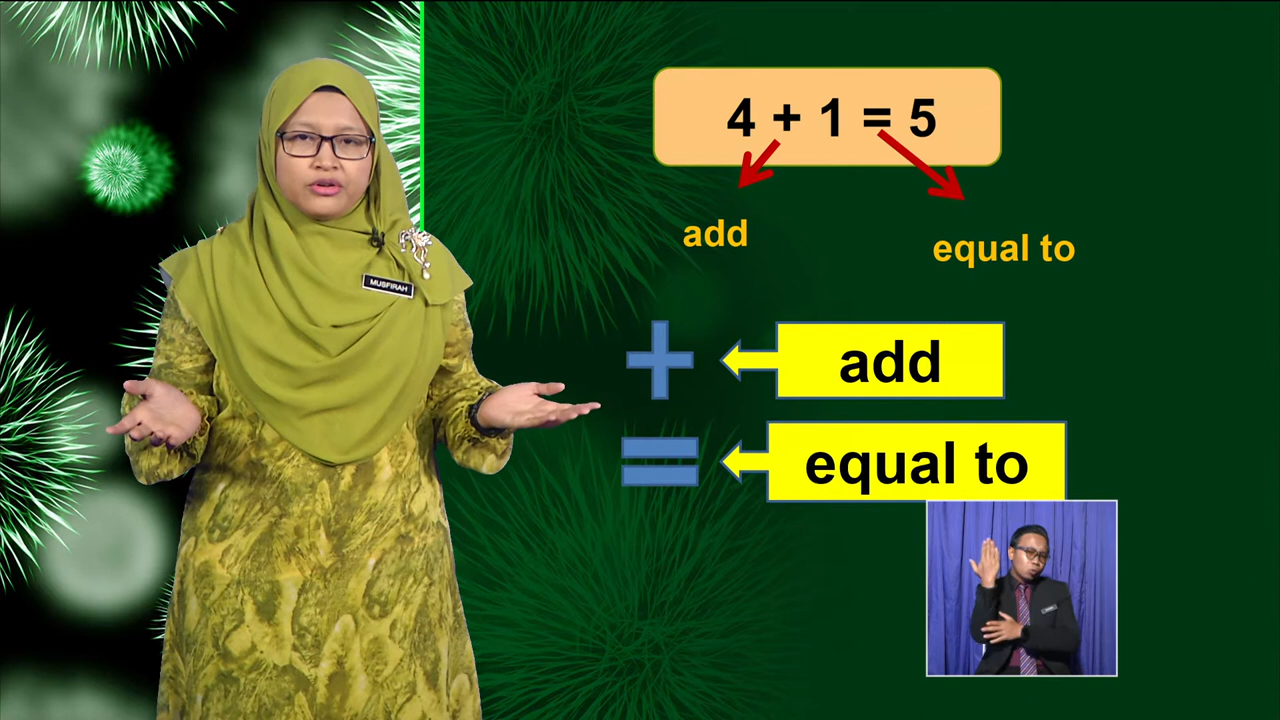 4 + 1 = 5
add
equal to
MUSFIRAH
+
add
=
equal to